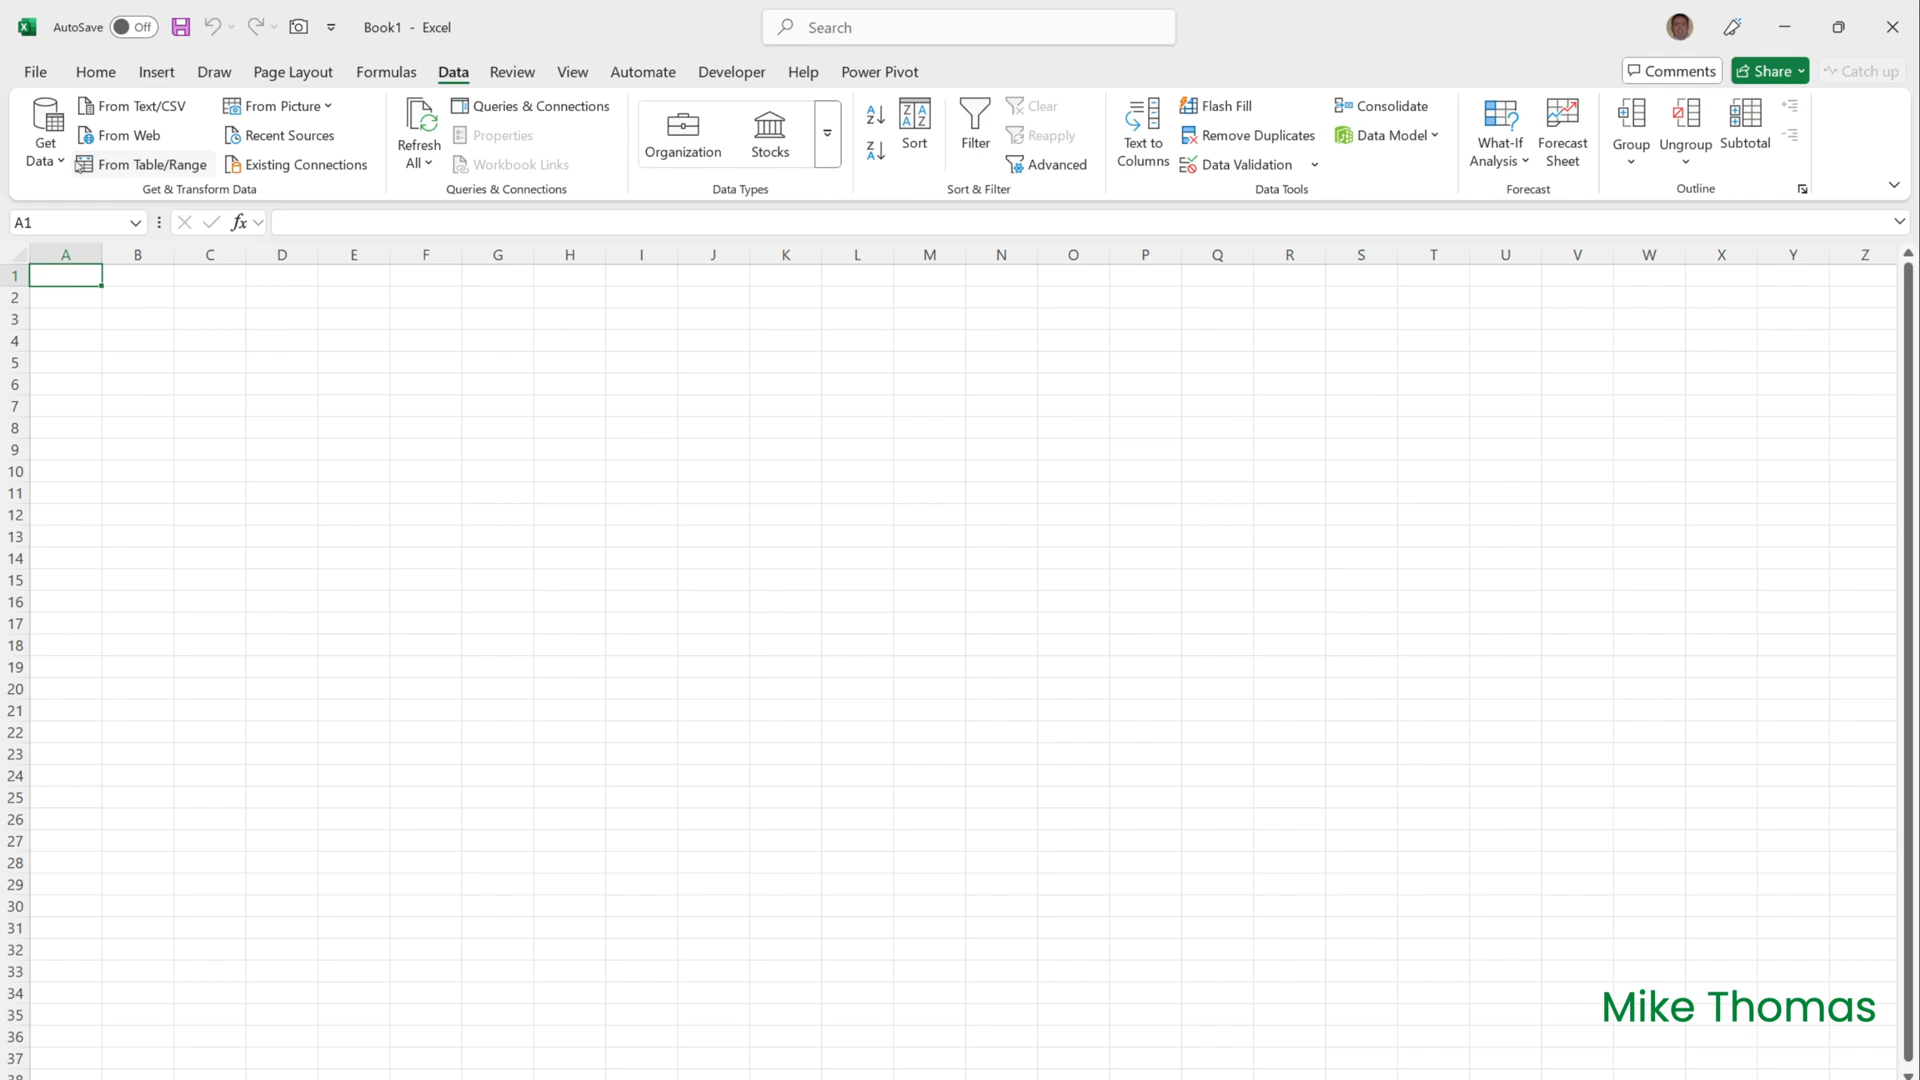 AutoSave Off Book1 - Excel Search
File Home Insert Draw Page Layout Formulas Data Review View Automate Developer Help Power Pivot Comments Share Catch up
Get Data
From Text/CSV
From Web
From Table/Range
From Picture
Recent Sources
Existing Connections
Get & Transform Data
Refresh All
Queries & Connections
Properties
Workbook Links
Queries & Connections
Organization
Stocks
Data Types
Sort
Filter
Clear
Reapply
Advanced
Sort & Filter
Text to Columns
Flash Fill
Remove Duplicates
Data Validation
Consolidate
Data Model
Data Tools
What-If Analysis
Forecast Sheet
Forecast
Group
Ungroup
Subtotal
Outline
A1 fx
A B C D E F G H I J K L M N O P Q R S T U V W X Y Z
1
2
3
4
5
6
7
8
9
10
11
12
13
14
15
16
17
18
19
20
21
22
23
24
25
26
27
28
29
30
31
32
33
34
35
36
37
38
Mike Thomas